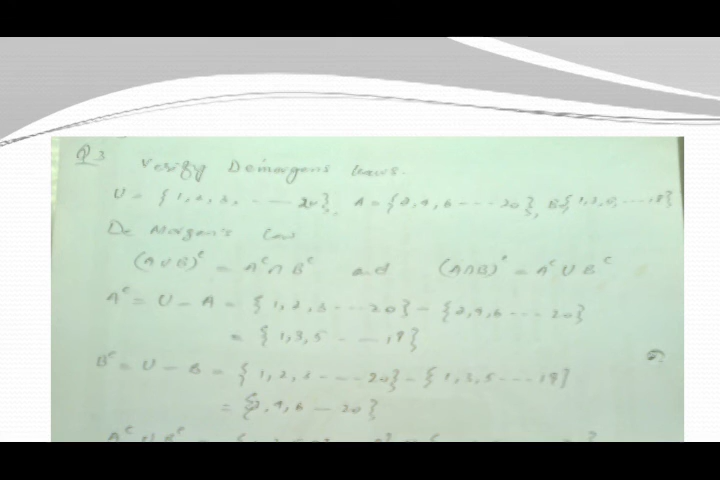 Q3 Verify Demorgans laws.
U = {1, 2, 3, ---- 20}, A = {2, 4, 6 --- 20}, B = {1, 3, 5, ... 19}
De Morgan's law
(A∪B)ᶜ = Aᶜ∩Bᶜ and (A∩B)ᶜ = Aᶜ∪Bᶜ
Aᶜ = U - A = {1, 2, 3 --- 20} - {2, 4, 6 --- 20}
= {1, 3, 5 ---- 19}
Bᶜ = U - B = {1, 2, 3 ---- 20} - {1, 3, 5 --- 19}
= {2, 4, 6 --- 20}